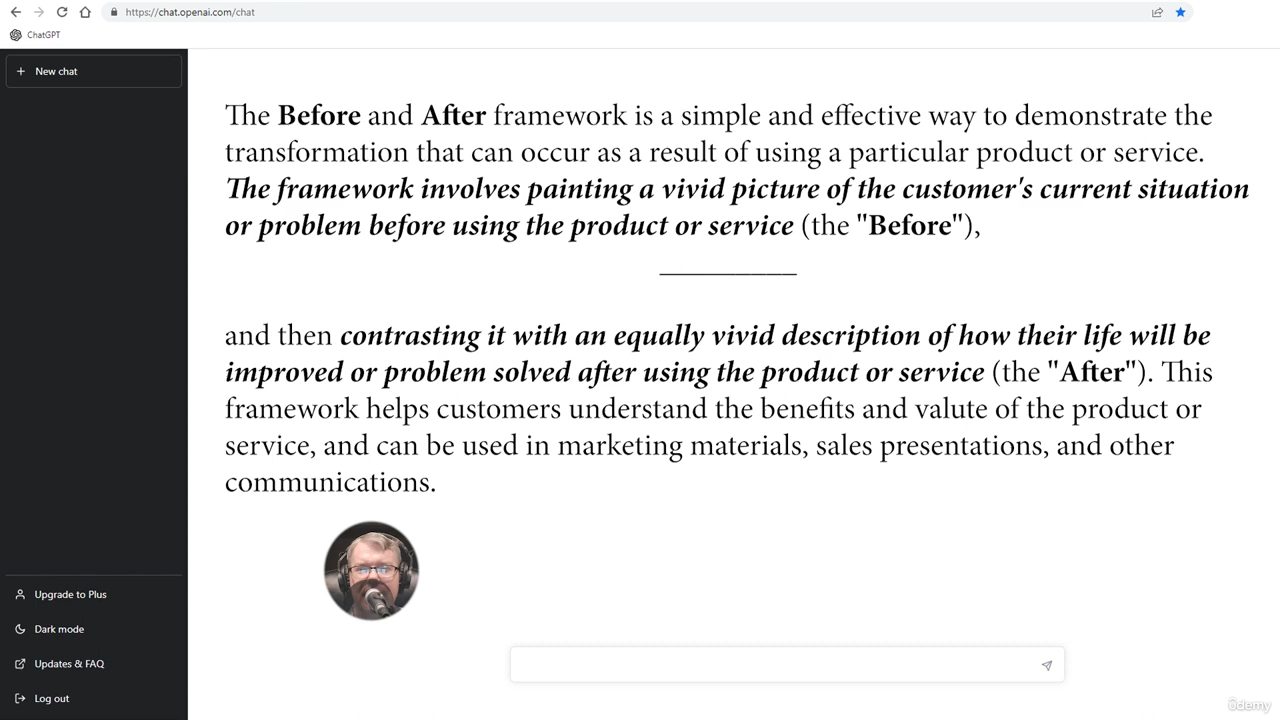 https://chat.openai.com/chat
ChatGPT
+ New chat
The Before and After framework is a simple and effective way to demonstrate the
transformation that can occur as a result of using a particular product or service.
The framework involves painting a vivid picture of the customer's current situation
or problem before using the product or service (the "Before"),
and then contrasting it with an equally vivid description of how their life will be
improved or problem solved after using the product or service (the "After"). This
framework helps customers understand the benefits and valute of the product or
service, and can be used in marketing materials, sales presentations, and other
communications.
Upgrade to Plus
Dark mode
Updates & FAQ
Log out
ûdemy